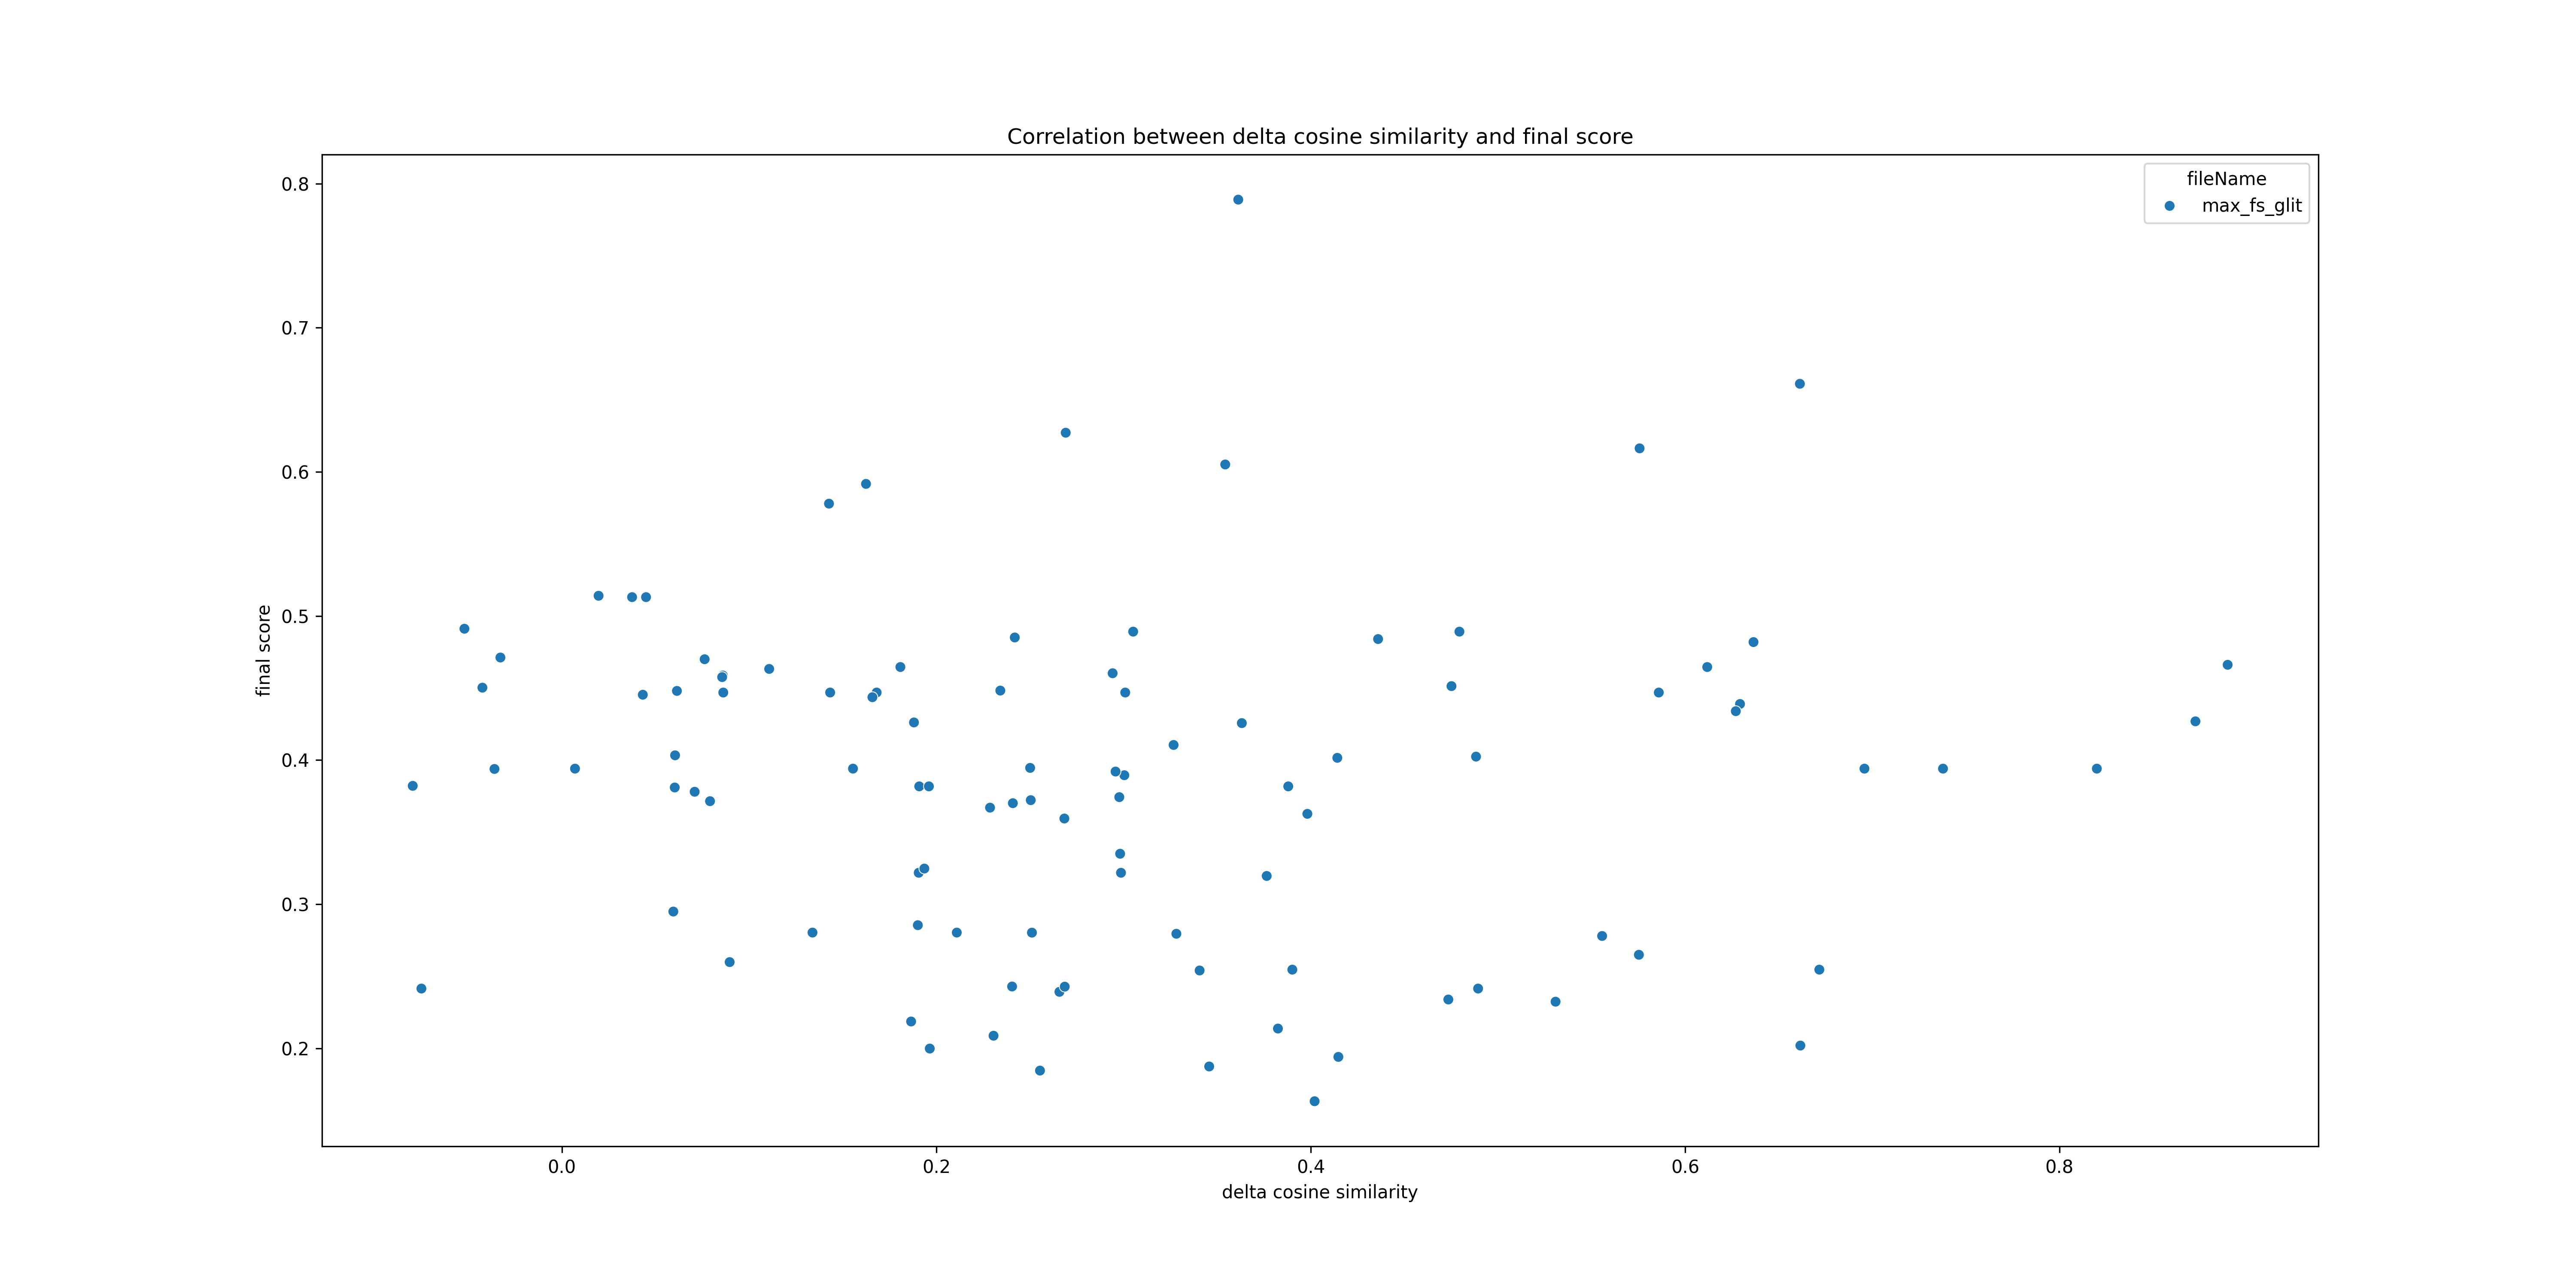 Correlation between delta cosine similarity and final score
fileName
max_fs_glit
0.8
0.7
0.6
0.5
0.4
0.3
0.2
final score
0.0
0.2
0.4
0.6
0.8
delta cosine similarity